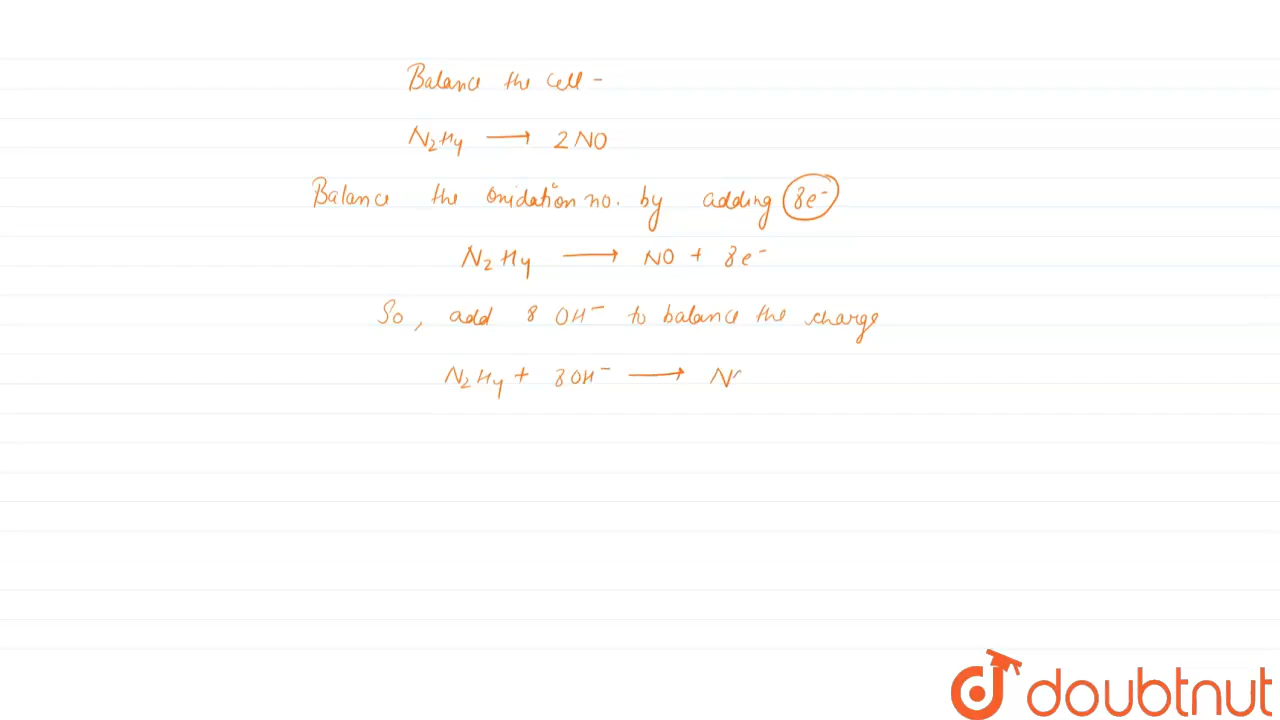 Balance the cell -
N2H4 → 2NO
Balance the oxidation no. by adding 8e-
N2H4 → NO + 8e-
So, add 8 OH- to balance the charge
N2H4 + 8OH- → N
doubtnut